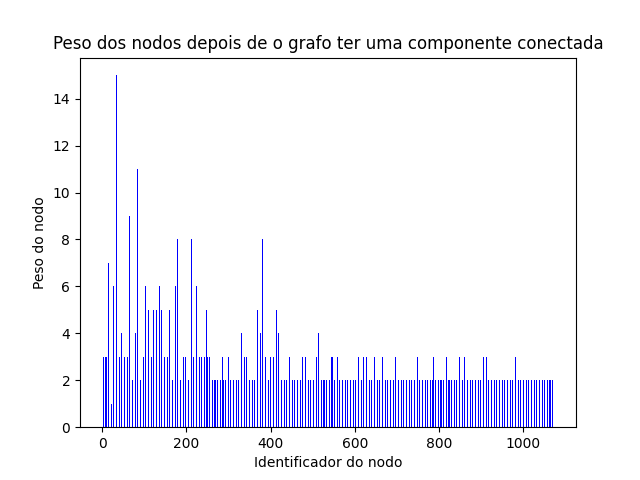 Peso dos nodos depois de o grafo ter uma componente conectada
14
12
10
8
6
4
2
0
Peso do nodo
0 200 400 600 800 1000
Identificador do nodo